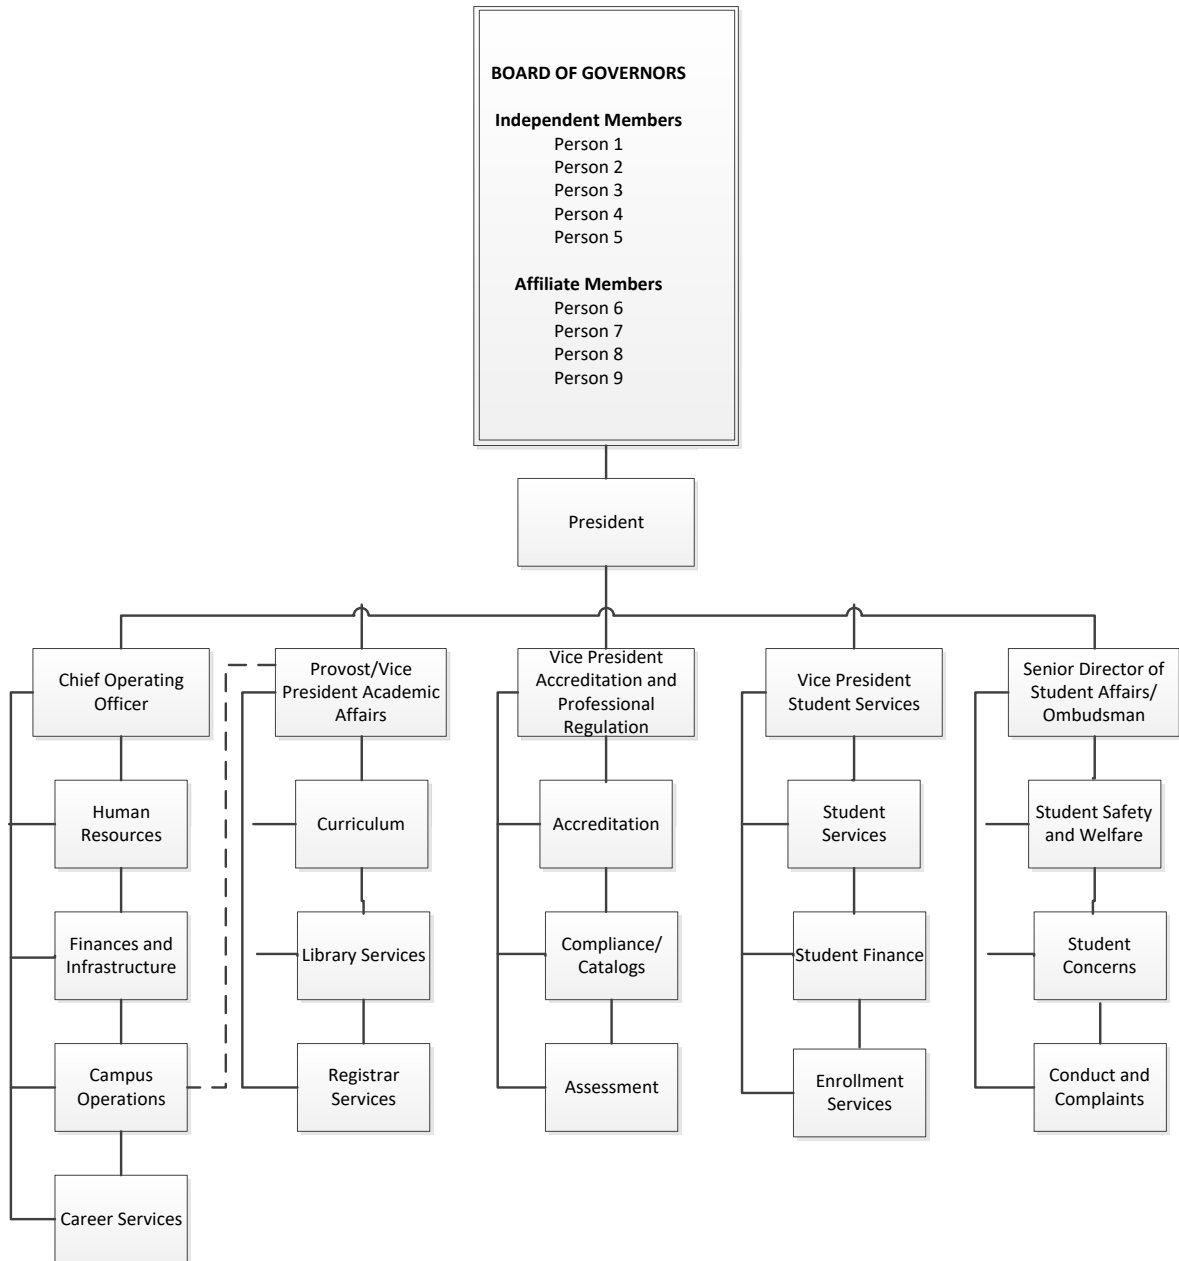 BOARD OF GOVERNORS
Independent Members
Person 1
Person 2
Person 3
Person 4
Person 5
Affiliate Members
Person 6
Person 7
Person 8
Person 9
President
Chief Operating
Officer
Provost/Vice
President Academic
Affairs
Vice President
Accreditation and
Professional
Regulation
Vice President
Student Services
Senior Director of
Student Affairs/
Ombudsman
Human
Resources
Curriculum
Accreditation
Student
Services
Student Safety
and Welfare
Finances and
Infrastructure
Library Services
Compliance/
Catalogs
Student Finance
Student
Concerns
Campus
Operations
Registrar
Services
Assessment
Enrollment
Services
Conduct and
Complaints
Career Services